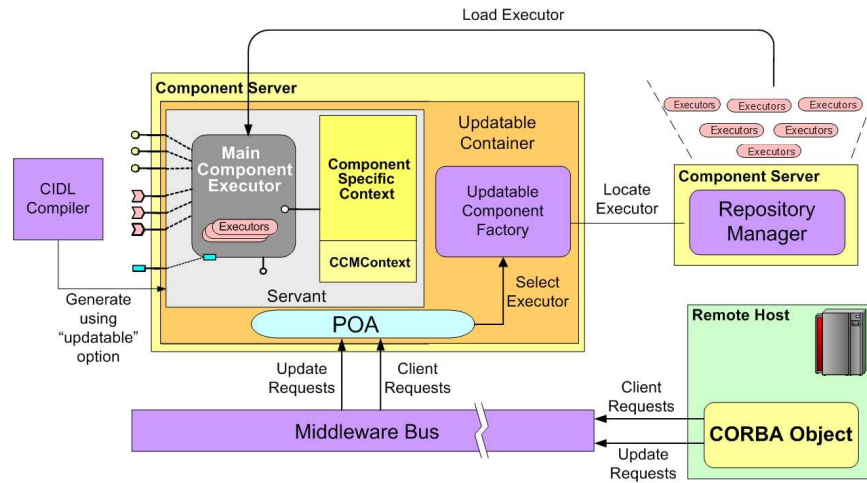 Load Executor
Component Server
Executors
Executors
Executors
Executors
Executors
Executors
Main
Component
Executor
Executors
Component
Specific
Context
CCMContext
Servant
Updatable
Container
Updatable
Component
Factory
Locate
Executor
Component Server
Repository
Manager
CIDL
Compiler
Generate
using
“updatable”
option
Select
Executor
POA
Update
Requests
Client
Requests
Middleware Bus
Remote Host
Client
Requests
CORBA Object
Update
Requests